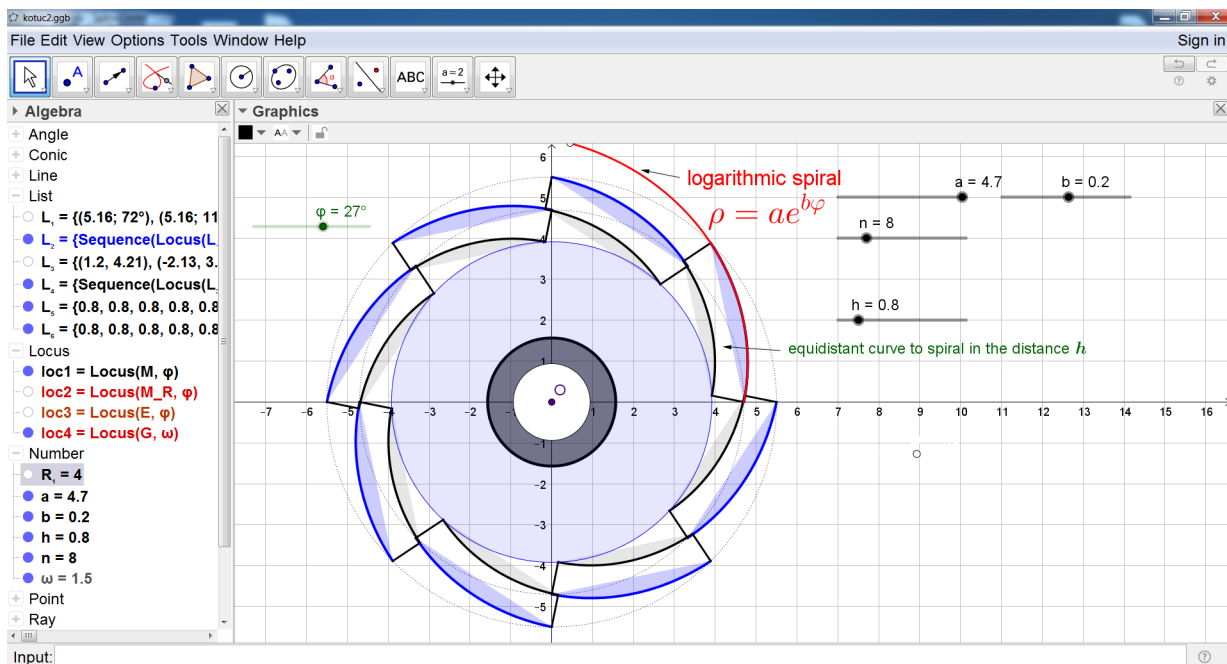 kotuc2.ggb
File Edit View Options Tools Window Help
Sign in
A
α
ABC
a=2
Algebra
Graphics
AA
Angle
Conic
Line
List
L₁ = {(5.16; 72°), (5.16; 11
L₂ = {Sequence(Locus(L
L₃ = {(1.2, 4.21), (-2.13, 3.
L₄ = {Sequence(Locus(L
L₅ = {0.8, 0.8, 0.8, 0.8, 0.8
L₆ = {0.8, 0.8, 0.8, 0.8, 0.8
Locus
loc1 = Locus(M, φ)
loc2 = Locus(M_R, φ)
loc3 = Locus(E, φ)
loc4 = Locus(G, ω)
Number
R₁ = 4
a = 4.7
b = 0.2
h = 0.8
n = 8
ω = 1.5
Point
Ray
φ = 27°
logarithmic spiral
ρ = ae^{bφ}
a = 4.7
b = 0.2
n = 8
h = 0.8
equidistant curve to spiral in the distance h
O
6
5
4
3
2
1
-7 -6 -5 -4 -3 -2 -1 0 1 2 3 4 5 6 7 8 9 10 11 12 13 14 15 16
-1
-2
-3
-4
-5
Input: